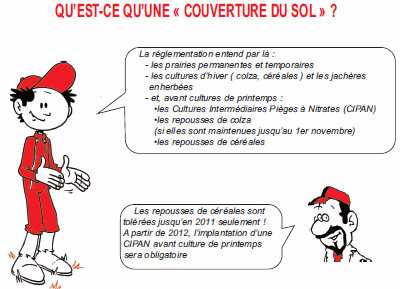 QU'EST-CE QU'UNE « COUVERTURE DU SOL » ?
La réglementation entend par là :
- les prairies permanentes et temporaires
- les cultures d'hiver ( colza, céréales ) et les jachères
enherbées
- et, avant cultures de printemps :
•les Cultures Intermédiaires Pièges à Nitrates (CIPAN)
•les repousses de colza
(si elles sont maintenues jusqu'au 1er novembre)
•les repousses de céréales
Les repousses de céréales sont
tolérées jusqu'en 2011 seulement !
A partir de 2012, l'implantation d'une
CIPAN avant culture de printemps
sera obligatoire